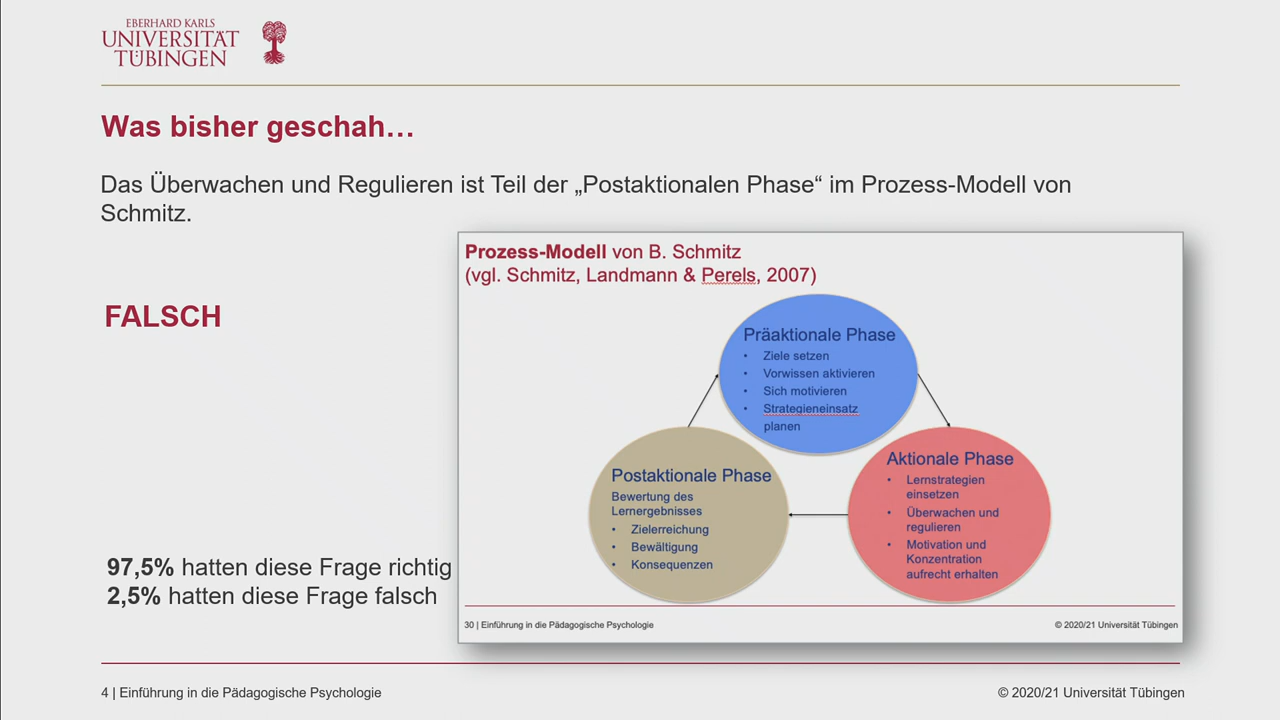 EBERHARD KARLS
UNIVERSITÄT
TÜBINGEN
Was bisher geschah…
Das Überwachen und Regulieren ist Teil der „Postaktionalen Phase“ im Prozess-Modell von
Schmitz.
FALSCH
97,5% hatten diese Frage richtig
2,5% hatten diese Frage falsch
Prozess-Modell von B. Schmitz
(vgl. Schmitz, Landmann & Perels, 2007)
Präaktionale Phase
• Ziele setzen
• Vorwissen aktivieren
• Sich motivieren
• Strategieneinsatz
planen
Aktionale Phase
• Lernstrategien
einsetzen
• Überwachen und
regulieren
• Motivation und
Konzentration
aufrecht erhalten
Postaktionale Phase
Bewertung des
Lernergebnisses
• Zielerreichung
• Bewältigung
• Konsequenzen
30 | Einführung in die Pädagogische Psychologie
© 2020/21 Universität Tübingen
4 | Einführung in die Pädagogische Psychologie
© 2020/21 Universität Tübingen